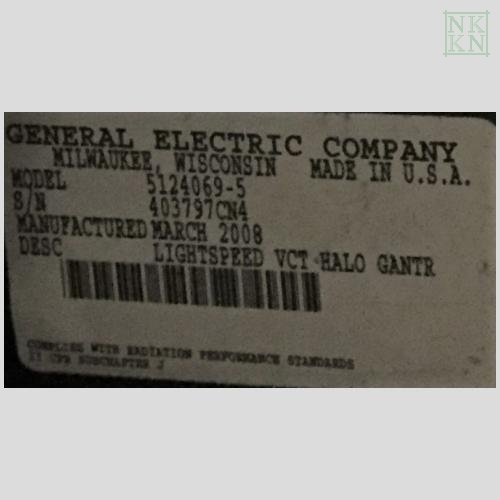 NK
KN
GENERAL ELECTRIC COMPANY
MILWAUKEE, WISCONSIN MADE IN U.S.A.
MODEL 5124069-5
S/N 403797CN4
MANUFACTURED MARCH 2008
DESC LIGHTSPEED VCT HALO GANTR
COMPLIES WITH RADIATION PERFORMANCE STANDARDS
21 CFR SUBCHAPTER J